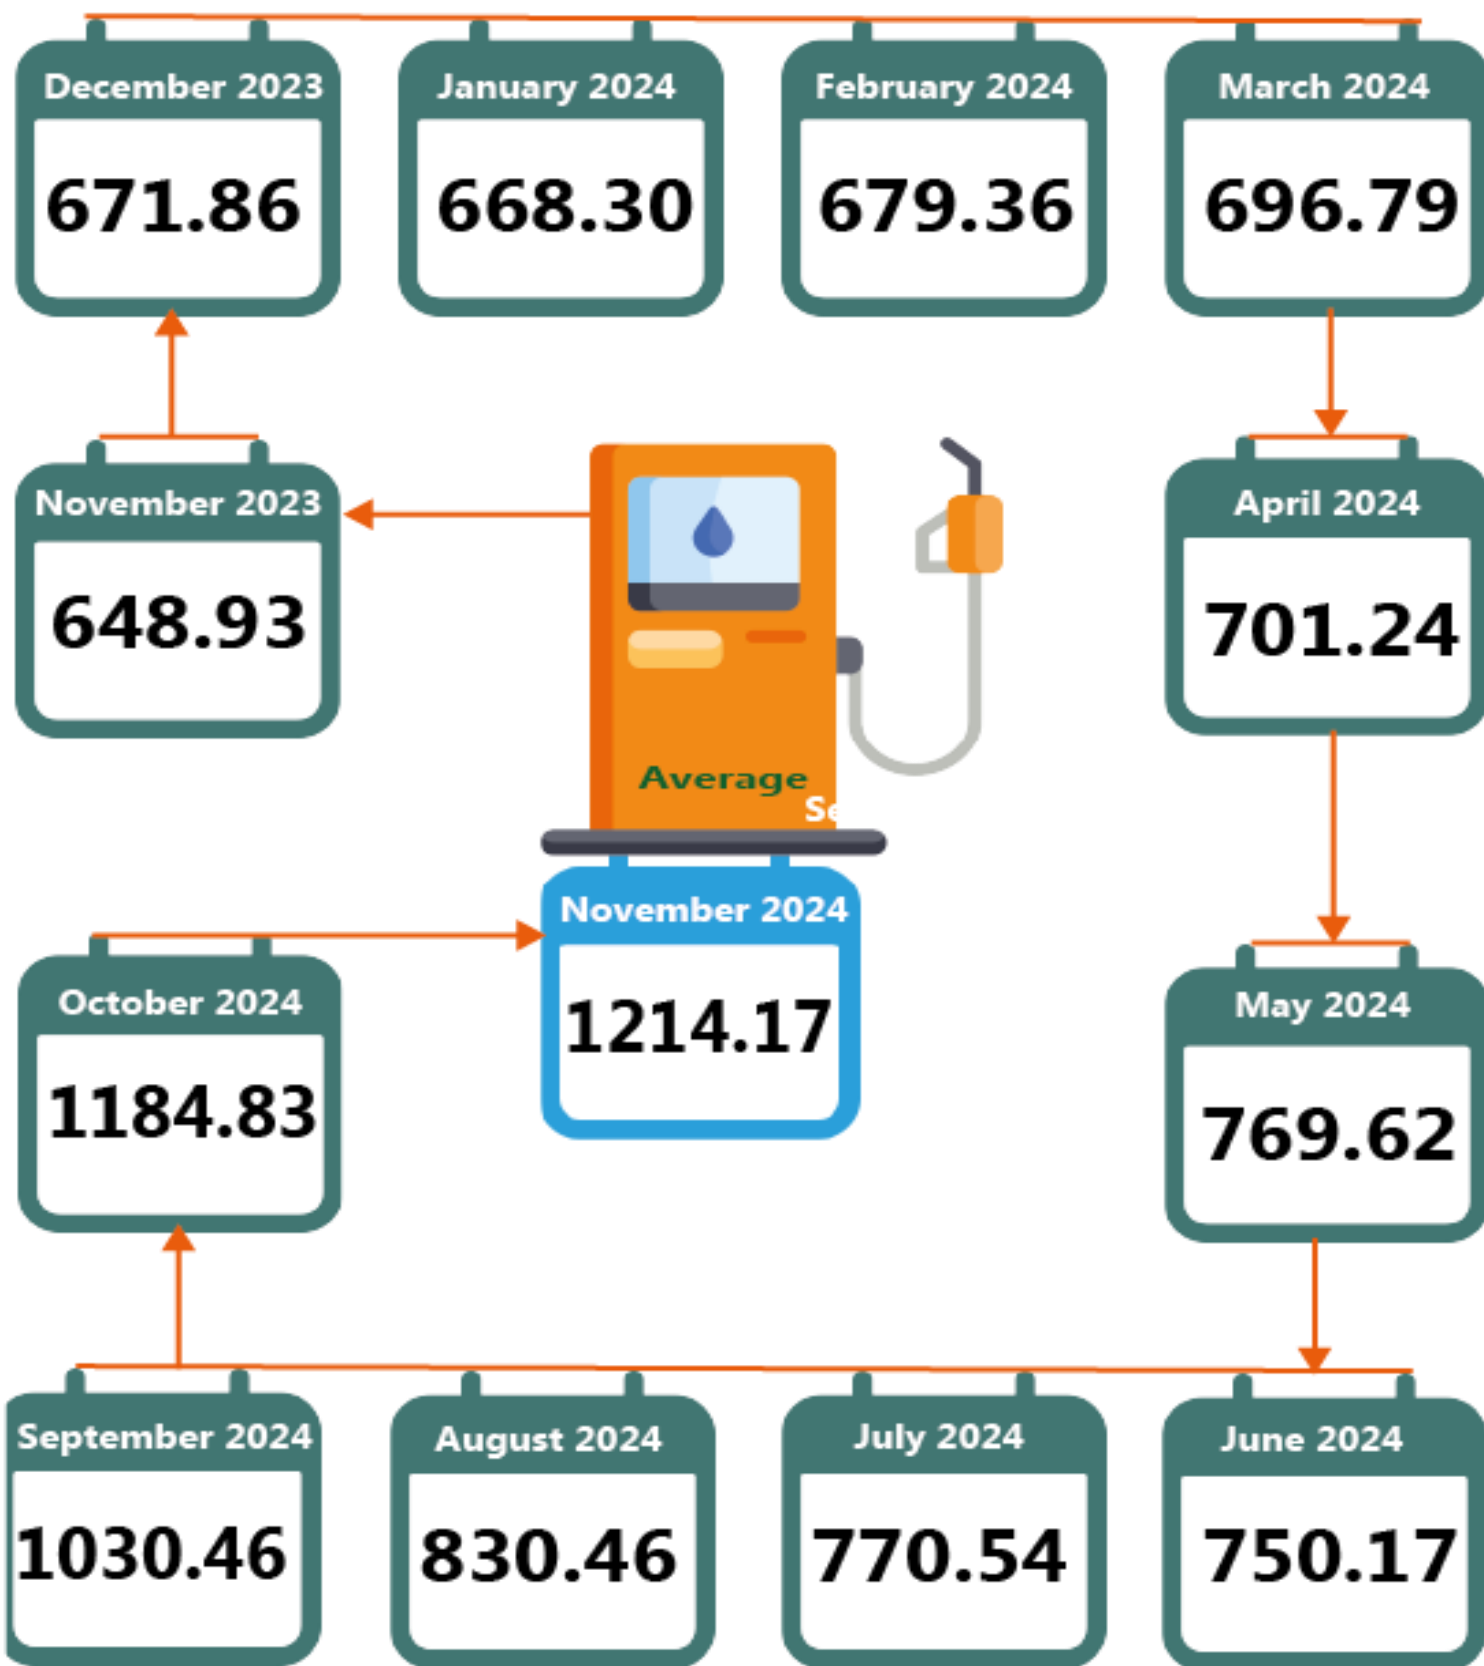 December 2023
671.86
January 2024
668.30
February 2024
679.36
March 2024
696.79
November 2023
648.93
April 2024
701.24
Average
November 2024
1214.17
October 2024
1184.83
May 2024
769.62
September 2024
1030.46
August 2024
830.46
July 2024
770.54
June 2024
750.17